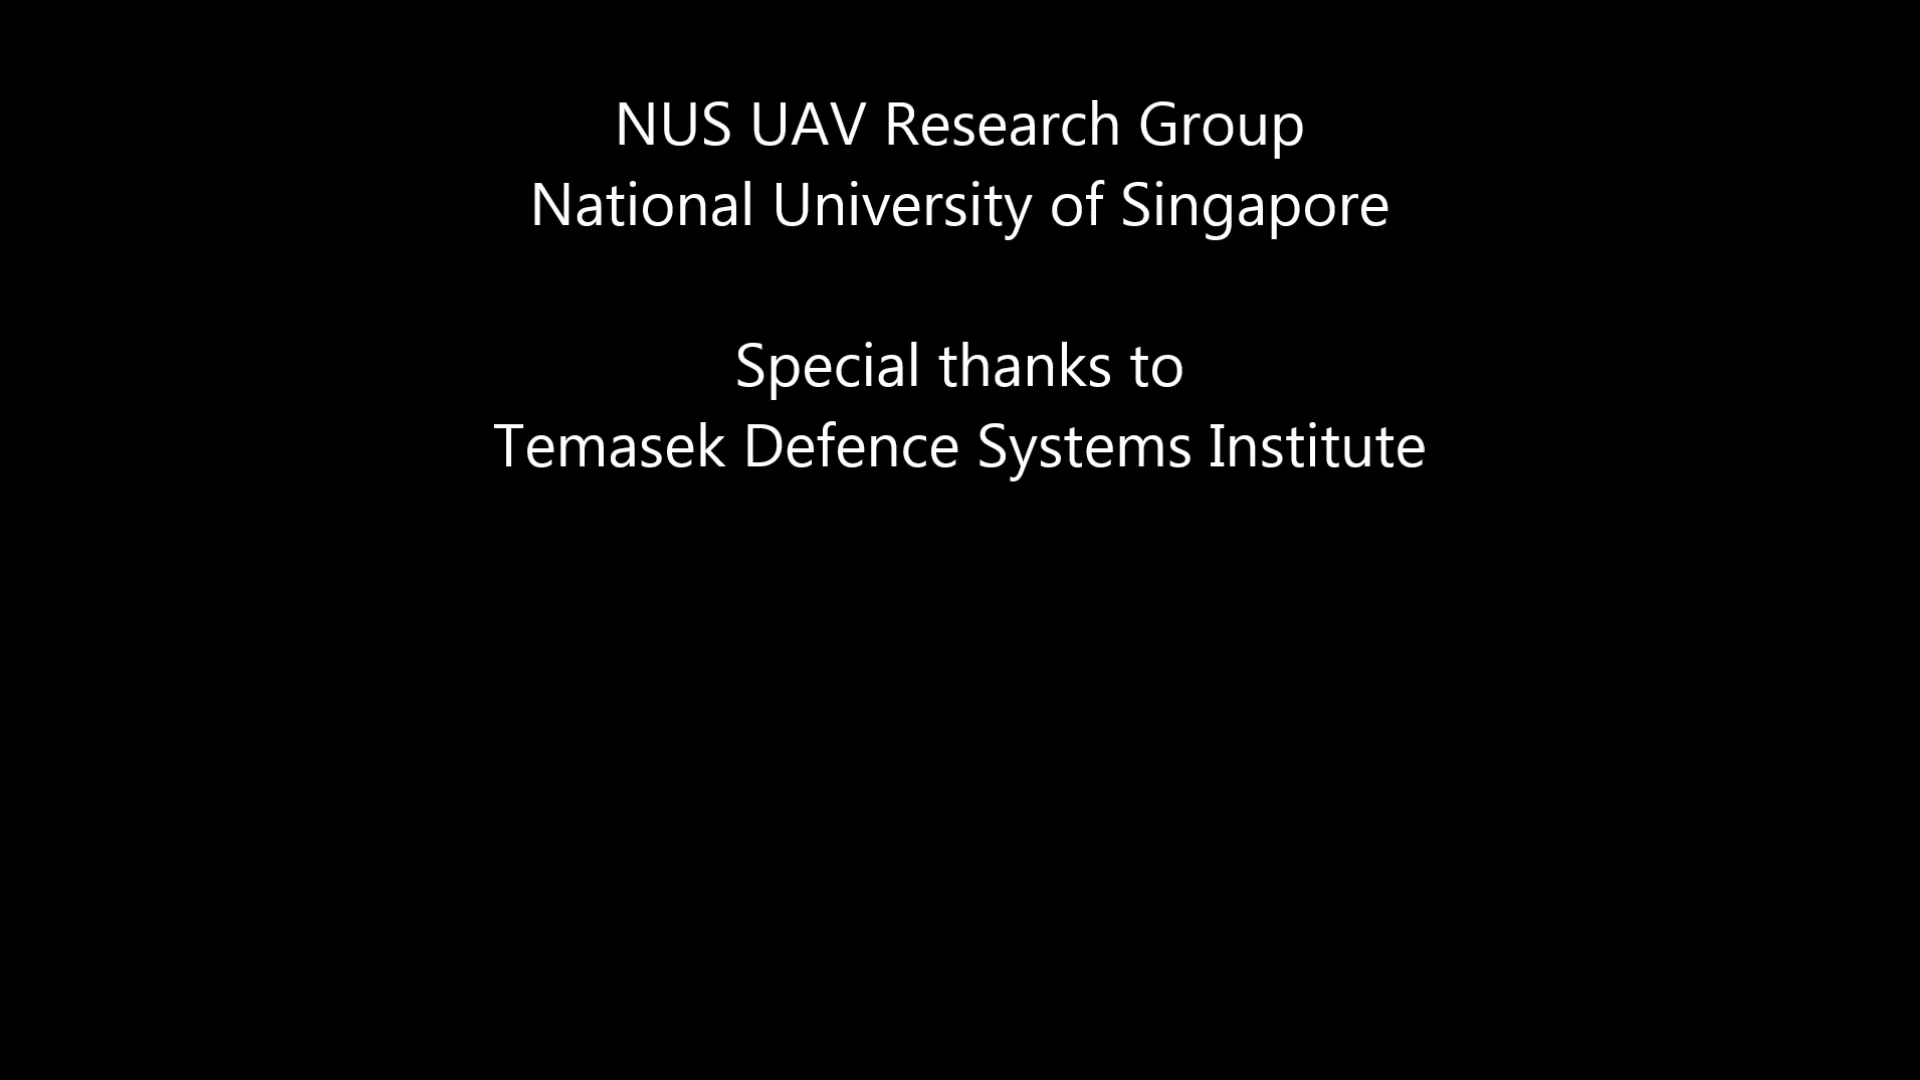 NUS UAV Research Group
National University of Singapore
Special thanks to
Temasek Defence Systems Institute